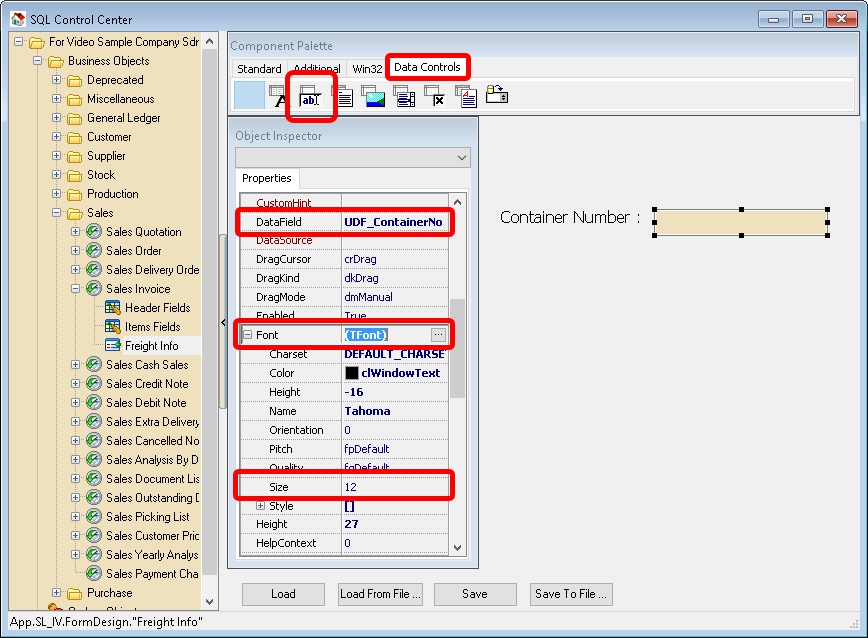 SQL Control Center
For Video Sample Company Sdr
Business Objects
Deprecated
Miscellaneous
General Ledger
Customer
Supplier
Stock
Production
Sales
Sales Quotation
Sales Order
Sales Delivery Orde
Sales Invoice
Header Fields
Items Fields
Freight Info
Sales Cash Sales
Sales Credit Note
Sales Debit Note
Sales Extra Delivery
Sales Cancelled No
Sales Analysis By D
Sales Document Lis
Sales Outstanding D
Sales Picking List
Sales Customer Pric
Sales Yearly Analys
Sales Payment Cha
Purchase
Component Palette
Standard Additional Win32 Data Controls
A ab
Object Inspector
Properties
CustomHint
DataField UDF_ContainerNo
DataSource
DragCursor crDrag
DragKind dkDrag
DragMode dmManual
Enabled True
Font (TFont) ...
Charset DEFAULT_CHARSE
Color clWindowText
Height -16
Name Tahoma
Orientation 0
Pitch fpDefault
Quality fqDefault
Size 12
Style []
Height 27
HelpContext 0
Container Number :
Load Load From File ... Save Save To File ...
App.SL_IV.FormDesign."Freight Info"